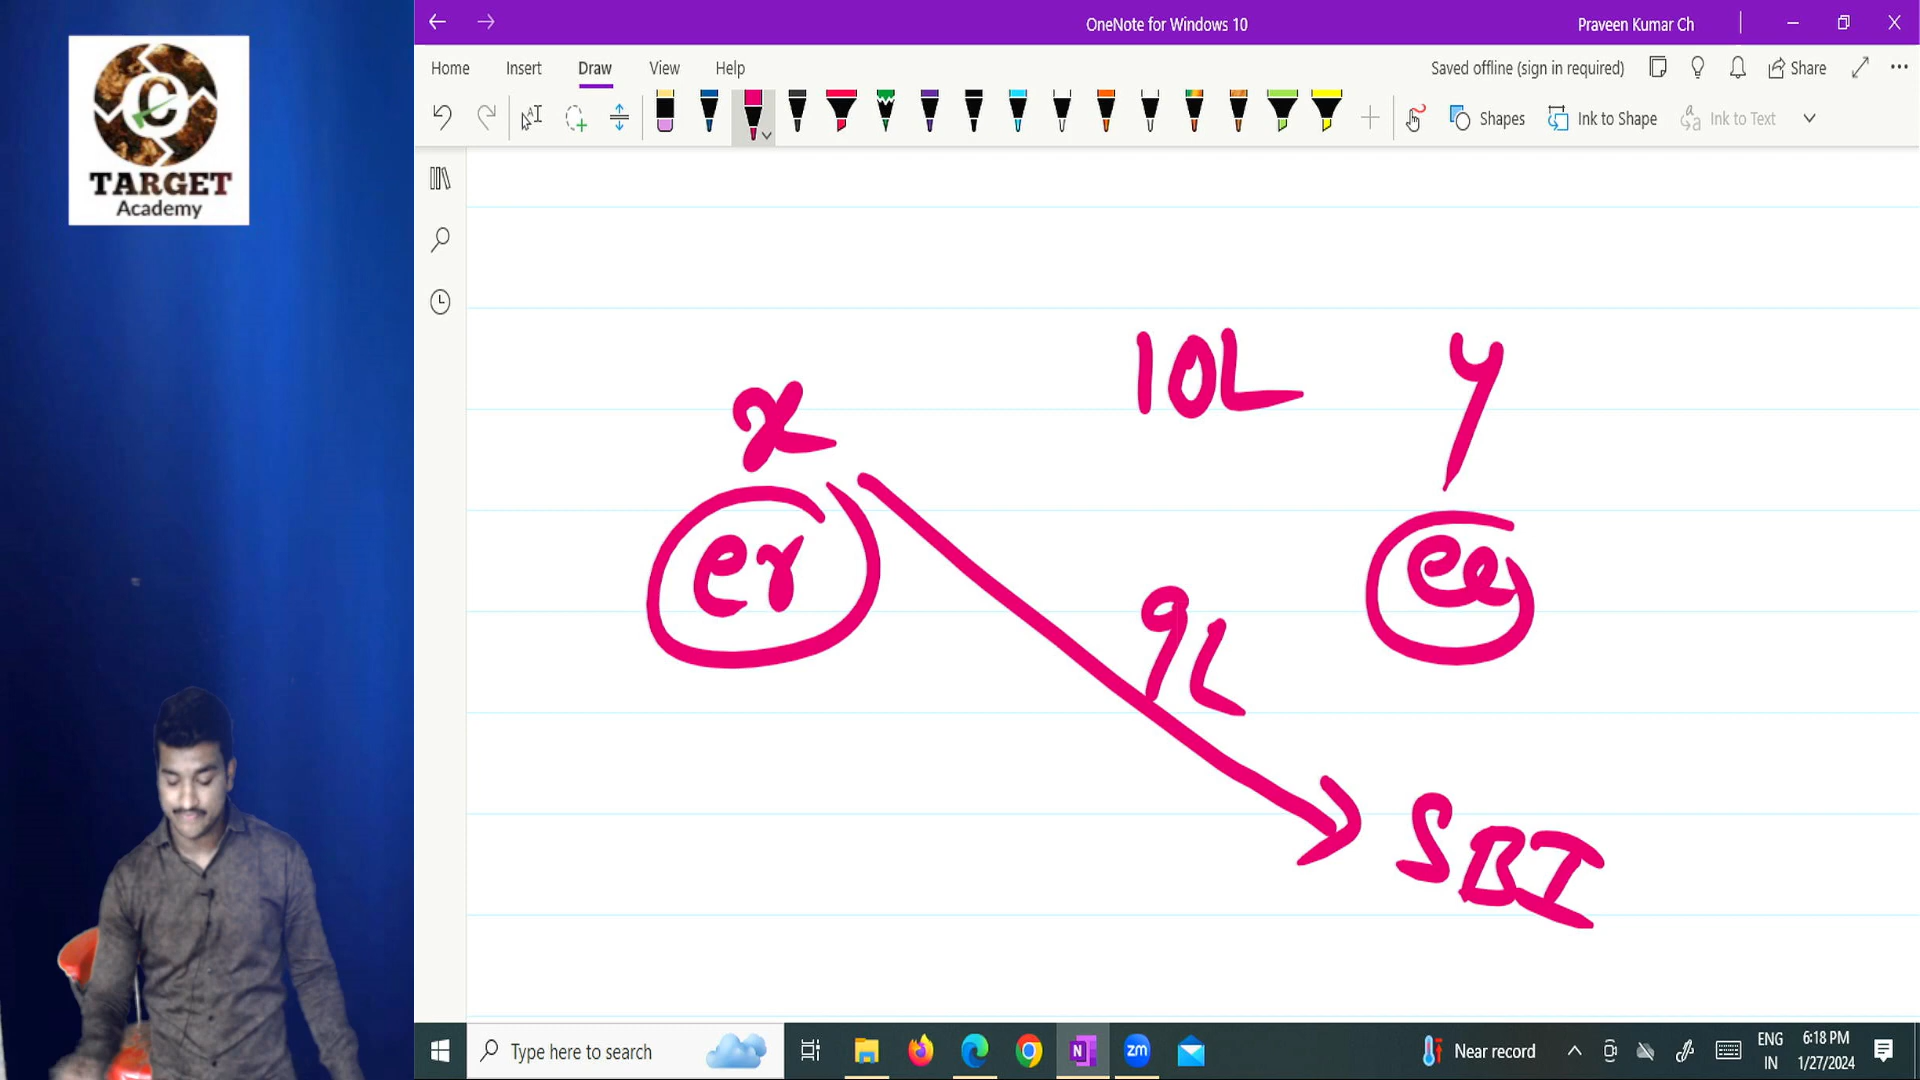 TARGET
Academy
OneNote for Windows 10
Praveen Kumar Ch
Home Insert Draw View Help
Saved offline (sign in required)
Share
Shapes
Ink to Shape
Ink to Text
x
10L
y
er
ee
9L
SBI
Type here to search
zm
Near record
ENG
IN
6:18 PM
1/27/2024